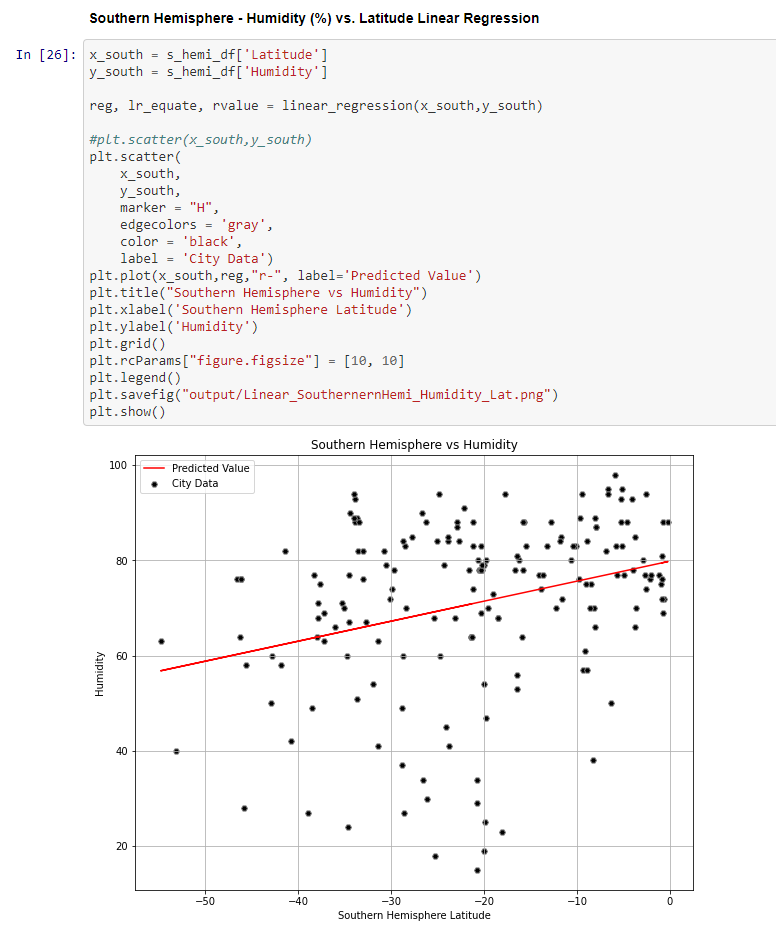 Southern Hemisphere - Humidity (%) vs. Latitude Linear Regression
In [26]: x_south = s_hemi_df['Latitude']
y_south = s_hemi_df['Humidity']
reg, lr_equate, rvalue = linear_regression(x_south,y_south)
#plt.scatter(x_south,y_south)
plt.scatter(
x_south,
y_south,
marker = "H",
edgecolors = 'gray',
color = 'black',
label = 'City Data')
plt.plot(x_south,reg,"r-", label='Predicted Value')
plt.title("Southern Hemisphere vs Humidity")
plt.xlabel('Southern Hemisphere Latitude')
plt.ylabel('Humidity')
plt.grid()
plt.rcParams["figure.figsize"] = [10, 10]
plt.legend()
plt.savefig("output/Linear_SouthernernHemi_Humidity_Lat.png")
plt.show()
Southern Hemisphere vs Humidity
Predicted Value
City Data
100
80
60
40
20
Humidity
−50 −40 −30 −20 −10 0
Southern Hemisphere Latitude